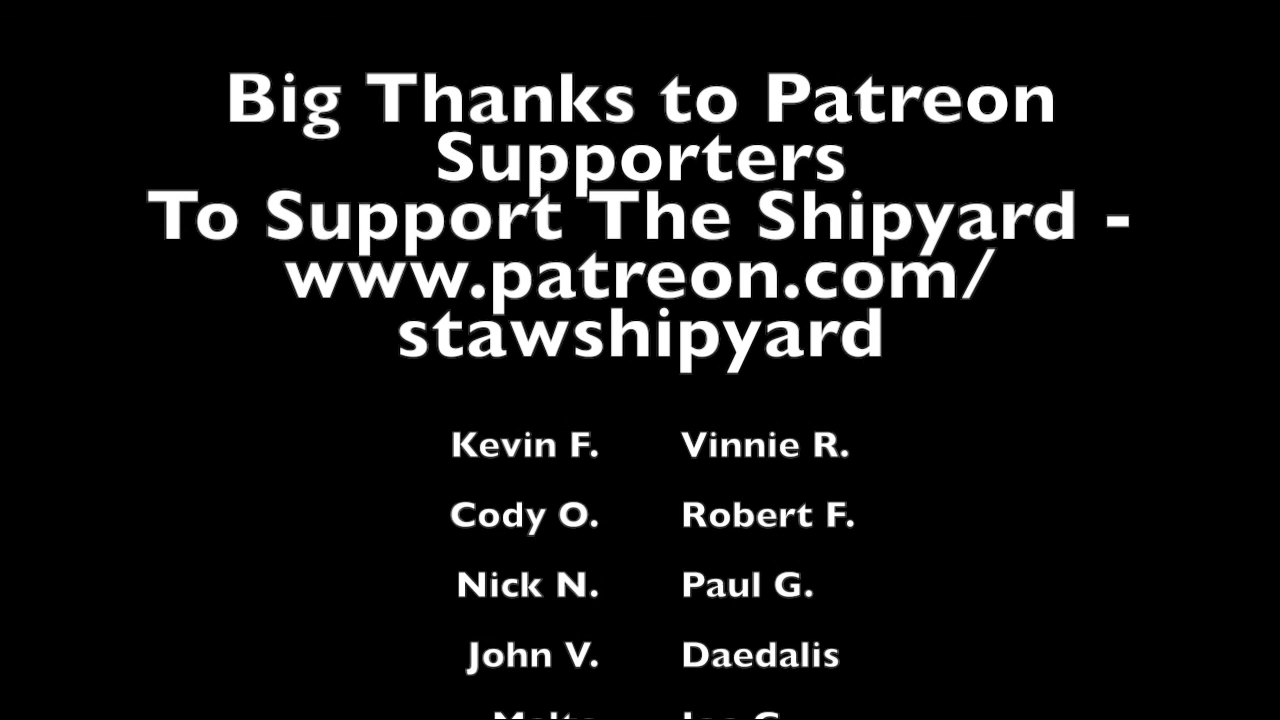 Big Thanks to Patreon
Supporters
To Support The Shipyard -
www.patreon.com/
stawshipyard
Kevin F. Vinnie R.
Cody O. Robert F.
Nick N. Paul G.
John V. Daedalis